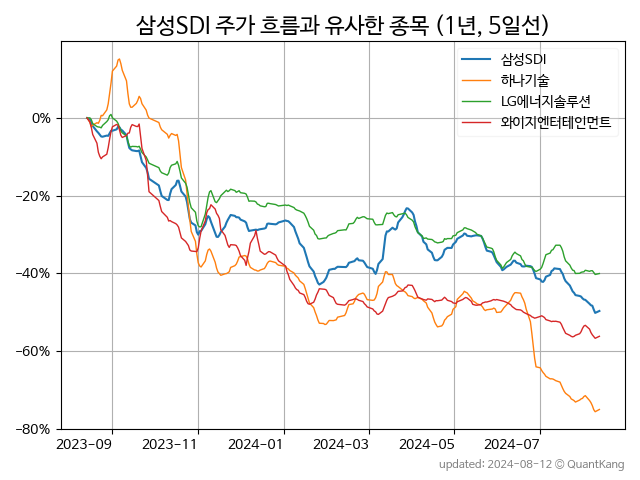 삼성SDI 주가 흐름과 유사한 종목 (1년, 5일선)
삼성SDI
하나기술
LG에너지솔루션
와이지엔터테인먼트
0%
−20%
−40%
−60%
−80%
2023-09 2023-11 2024-01 2024-03 2024-05 2024-07
updated: 2024-08-12 © QuantKang